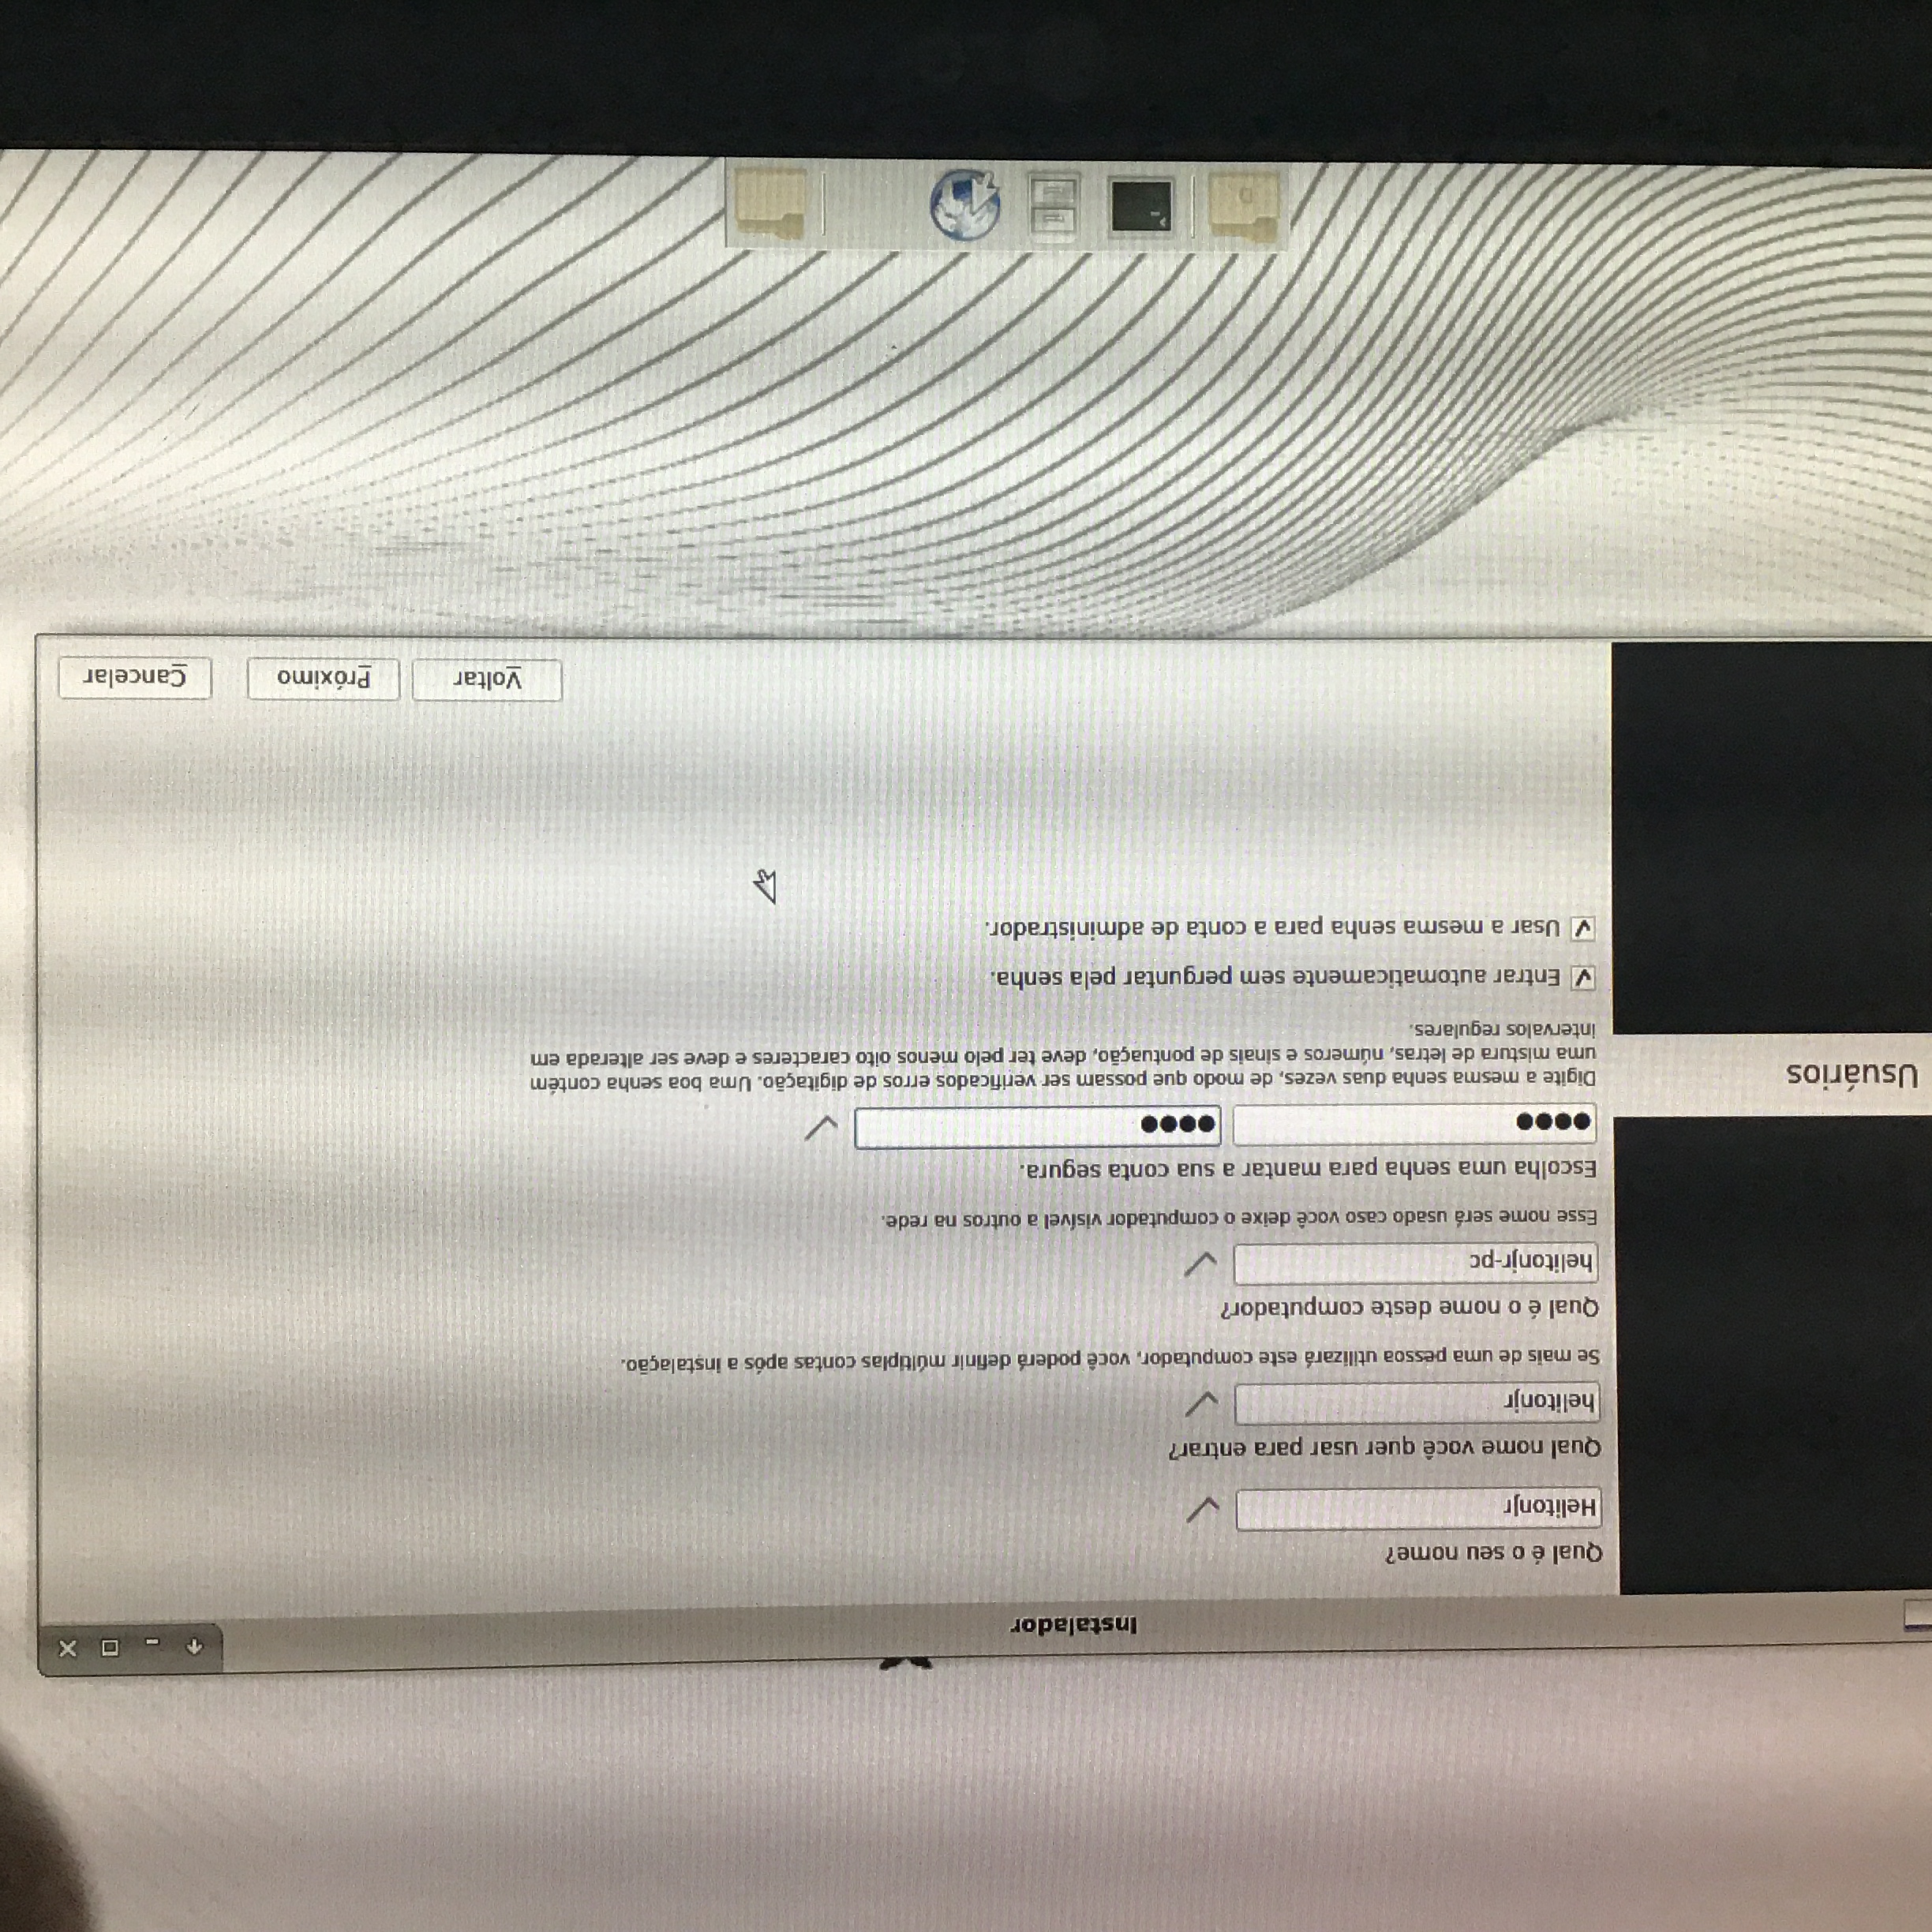 Instalador
Qual é o seu nome?
HelitonJr
Qual nome você quer usar para entrar?
helitonjr
Se mais de uma pessoa utilizará este computador, você poderá definir múltiplas contas após a instalação.
Qual é o nome deste computador?
helitonjr-pc
Esse nome será usado caso você deixe o computador visível a outros na rede.
Escolha uma senha para mantar a sua conta segura.
●●●● ●●●●
Usuários
Digite a mesma senha duas vezes, de modo que possam ser verificados erros de digitação. Uma boa senha contém
uma mistura de letras, números e sinais de pontuação, deve ter pelo menos oito caracteres e deve ser alterada em
intervalos regulares.
Entrar automaticamente sem perguntar pela senha.
Usar a mesma senha para a conta de administrador.
Voltar Próximo Cancelar